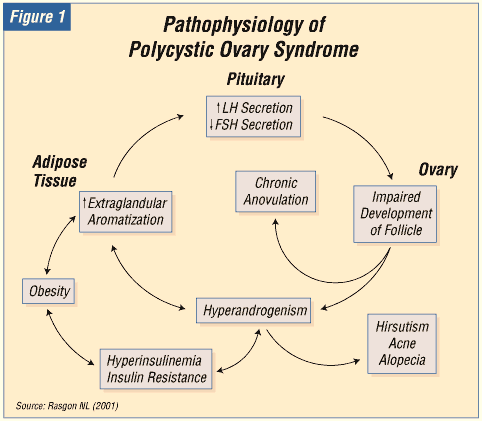 Figure 1
Pathophysiology of
Polycystic Ovary Syndrome
Pituitary
↑LH Secretion
↓FSH Secretion
Adipose
Tissue
Ovary
Chronic
Anovulation
↑Extraglandular
Aromatization
Impaired
Development
of Follicle
Obesity
Hyperandrogenism
Hirsutism
Acne
Alopecia
Hyperinsulinemia
Insulin Resistance
Source: Rasgon NL (2001)